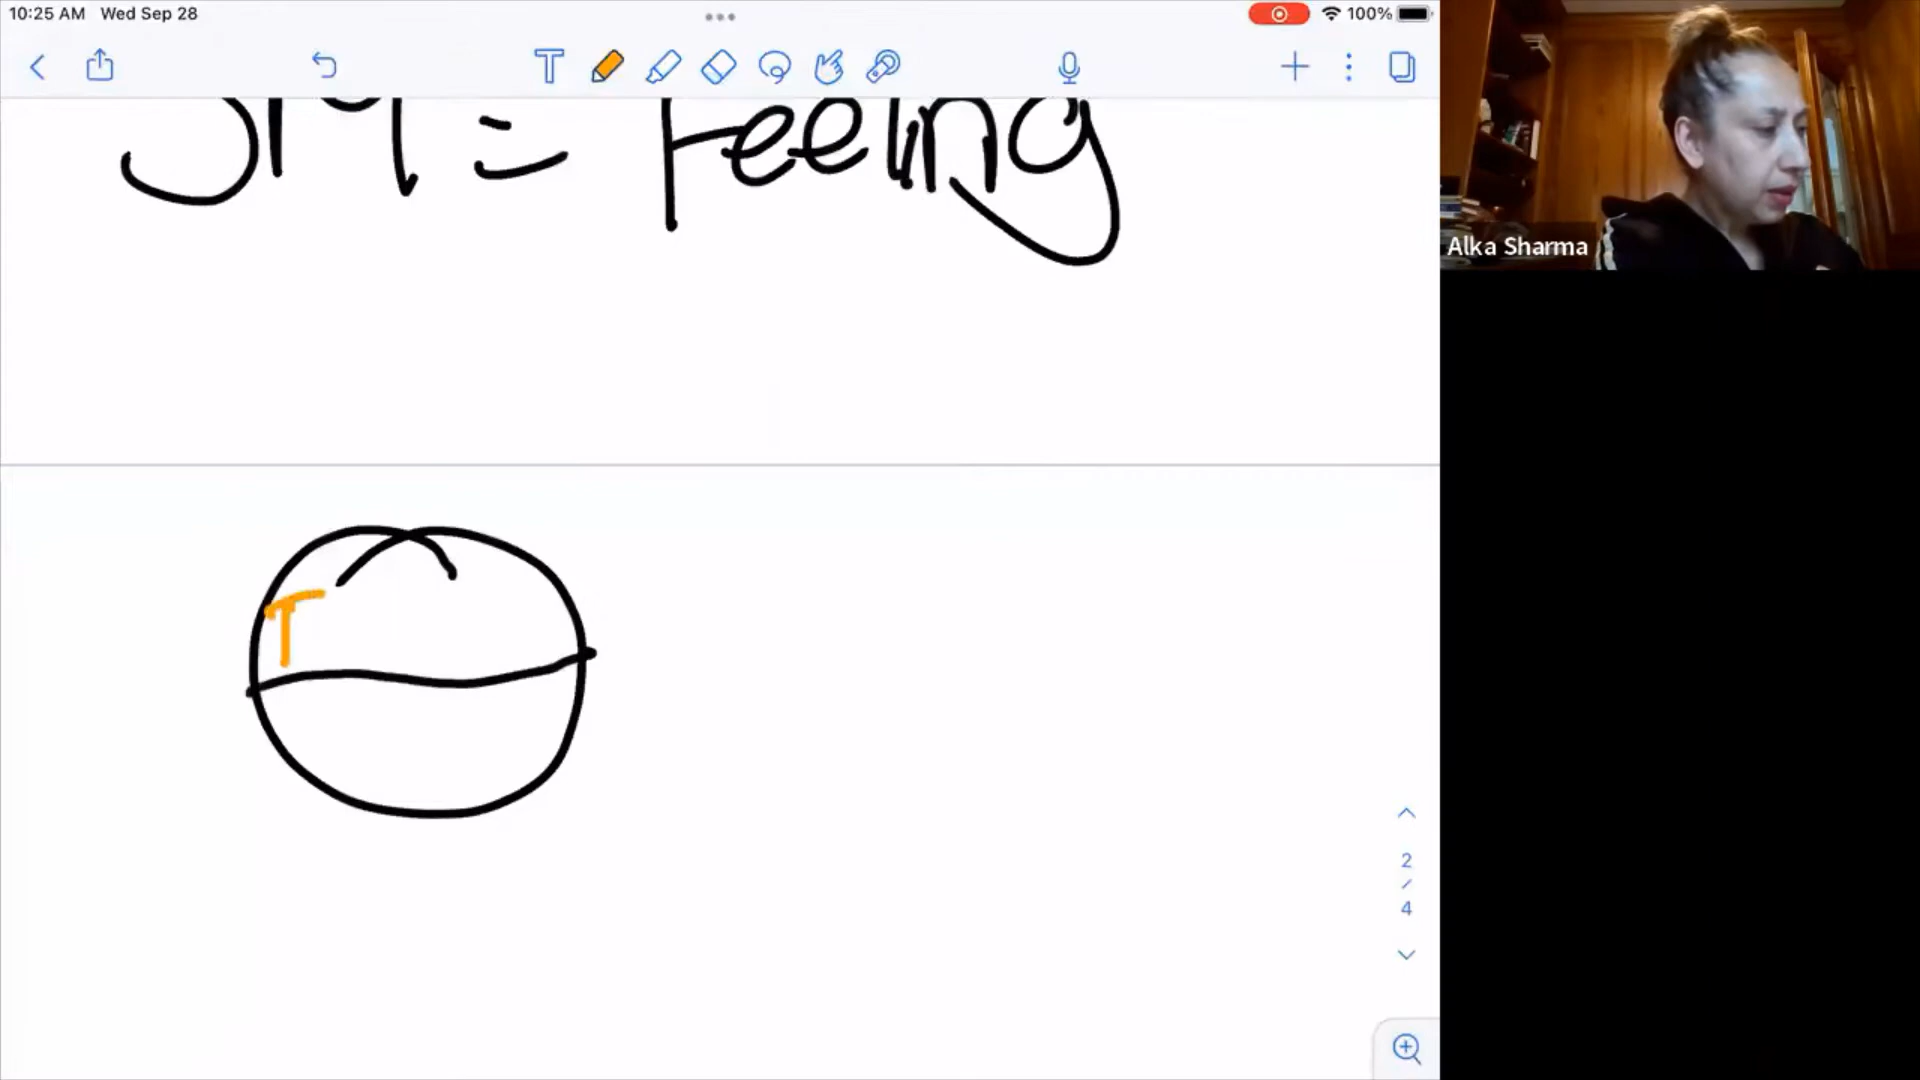 10:25 AM Wed Sep 28
100%
= Feeling
Alka Sharma
T
2
/
4